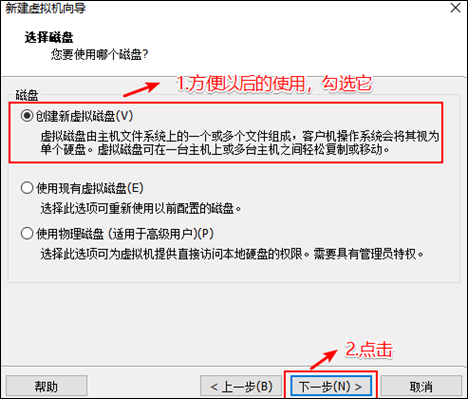 新建虚拟机向导
选择磁盘
您要使用哪个磁盘?
1.方便以后的使，勾选它
磁盘
创建新虚拟磁盘(V)
虚拟磁盘由主机文件系统上的一个或多个文件组成，客户机操作系统会将其视为
单个硬盘。虚拟磁盘可在一台主机上或多台主机之间轻松复制或移动。
使用现有虚拟磁盘(E)
选择此选项可重新使用以前配置的磁盘。
使用物理磁盘 (适用于高级用户)(P)
选择此选项可为虚拟机提供直接访问本地硬盘的权限。需要具有管理员特权。
2.点击
帮助
< 上一步(B)
下一步(N) >
取消